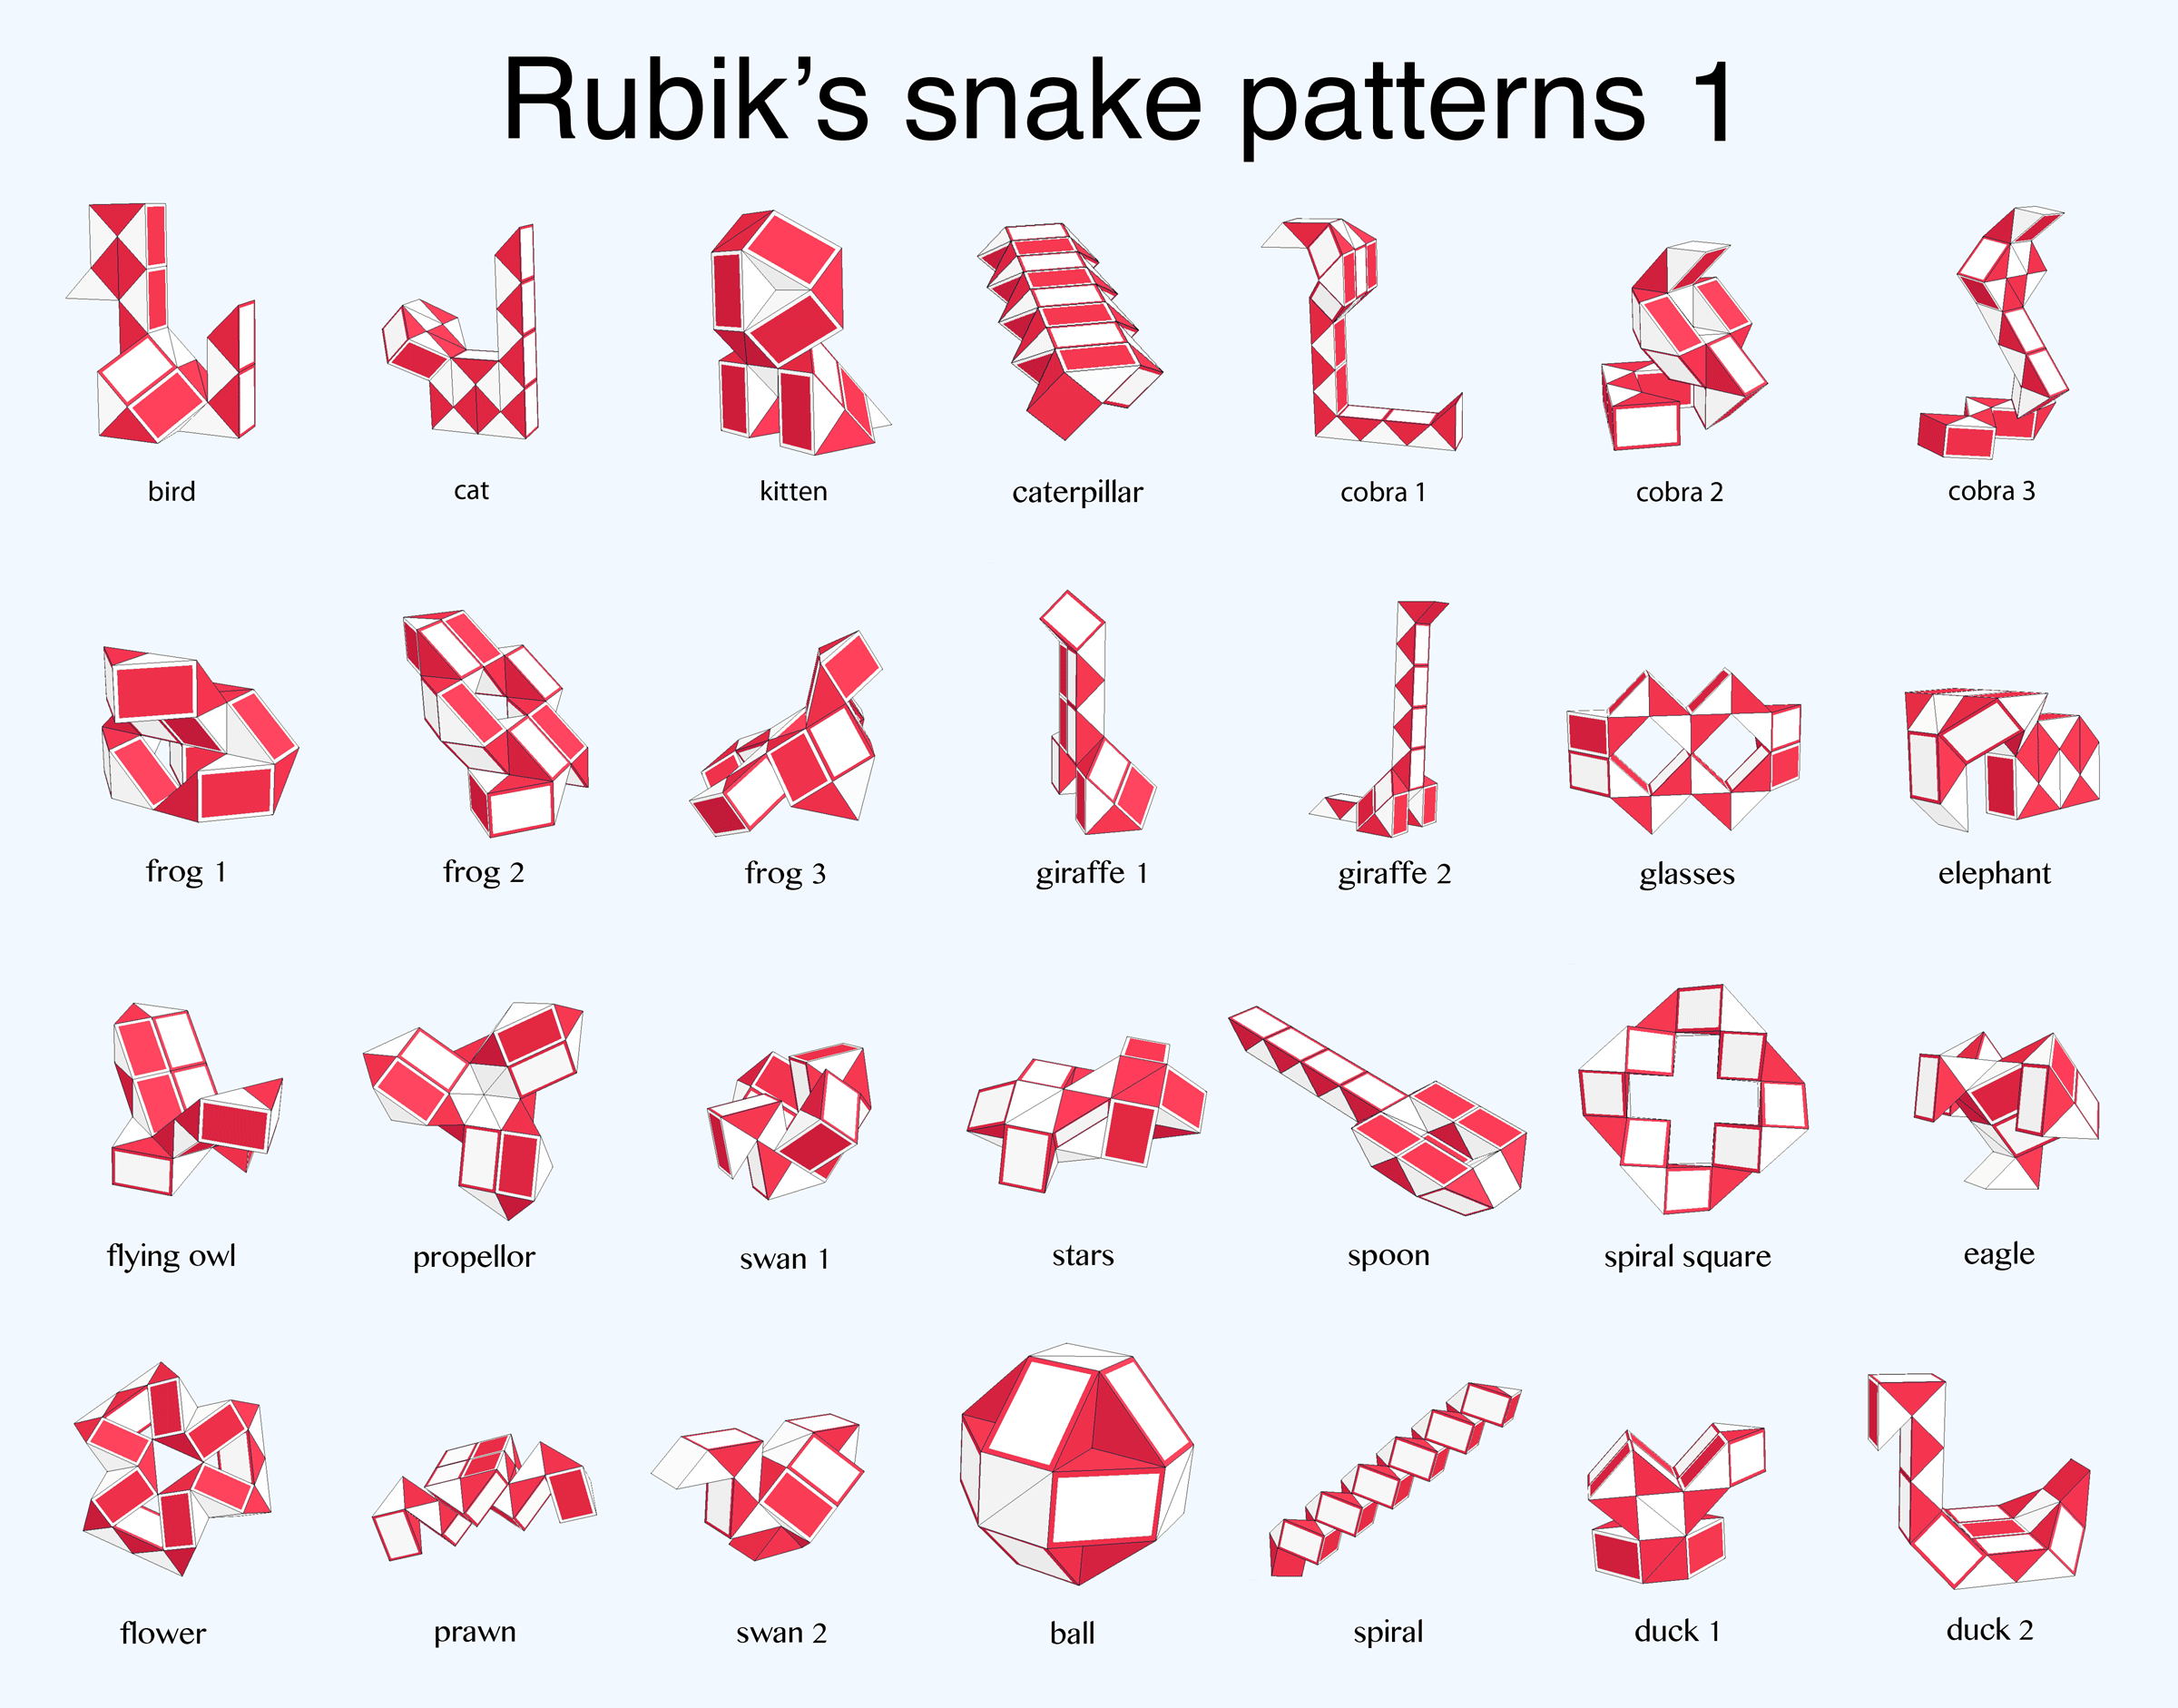 Rubik’s snake patterns 1
bird cat kitten caterpillar cobra 1 cobra 2 cobra 3
frog 1 frog 2 frog 3 giraffe 1 giraffe 2 glasses elephant
flying owl propellor swan 1 stars spoon spiral square eagle
flower prawn swan 2 ball spiral duck 1 duck 2